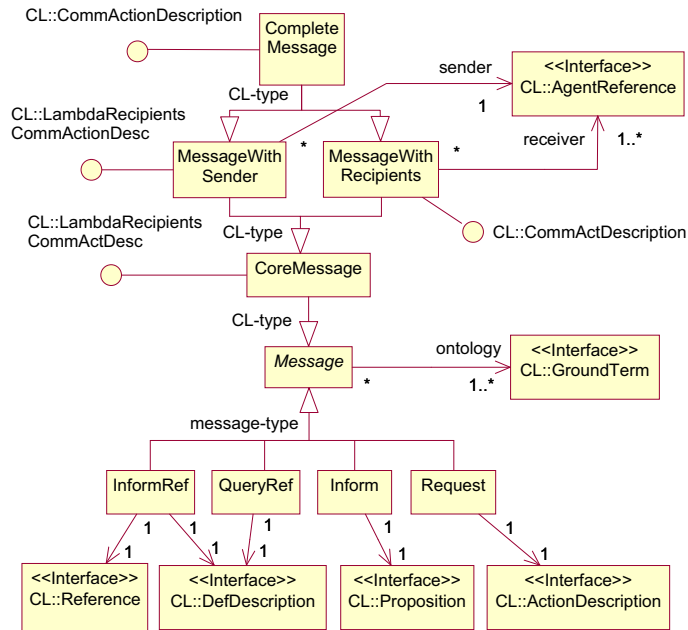 CL::CommActionDescription
Complete
Message
CL-type
sender
1
<<Interface>>
CL::AgentReference
CL::LambdaRecipients
CommActionDesc
MessageWith
Sender
*
MessageWith
Recipients
*
receiver
1..*
CL::LambdaRecipients
CommActDesc
CL-type
CL::CommActDescription
CoreMessage
CL-type
Message
*
ontology
1..*
<<Interface>>
CL::GroundTerm
message-type
InformRef
QueryRef
Inform
Request
1
1
1
1
1
1
1
1
1
1
<<Interface>>
CL::Reference
<<Interface>>
CL::DefDescription
<<Interface>>
CL::Proposition
<<Interface>>
CL::ActionDescription